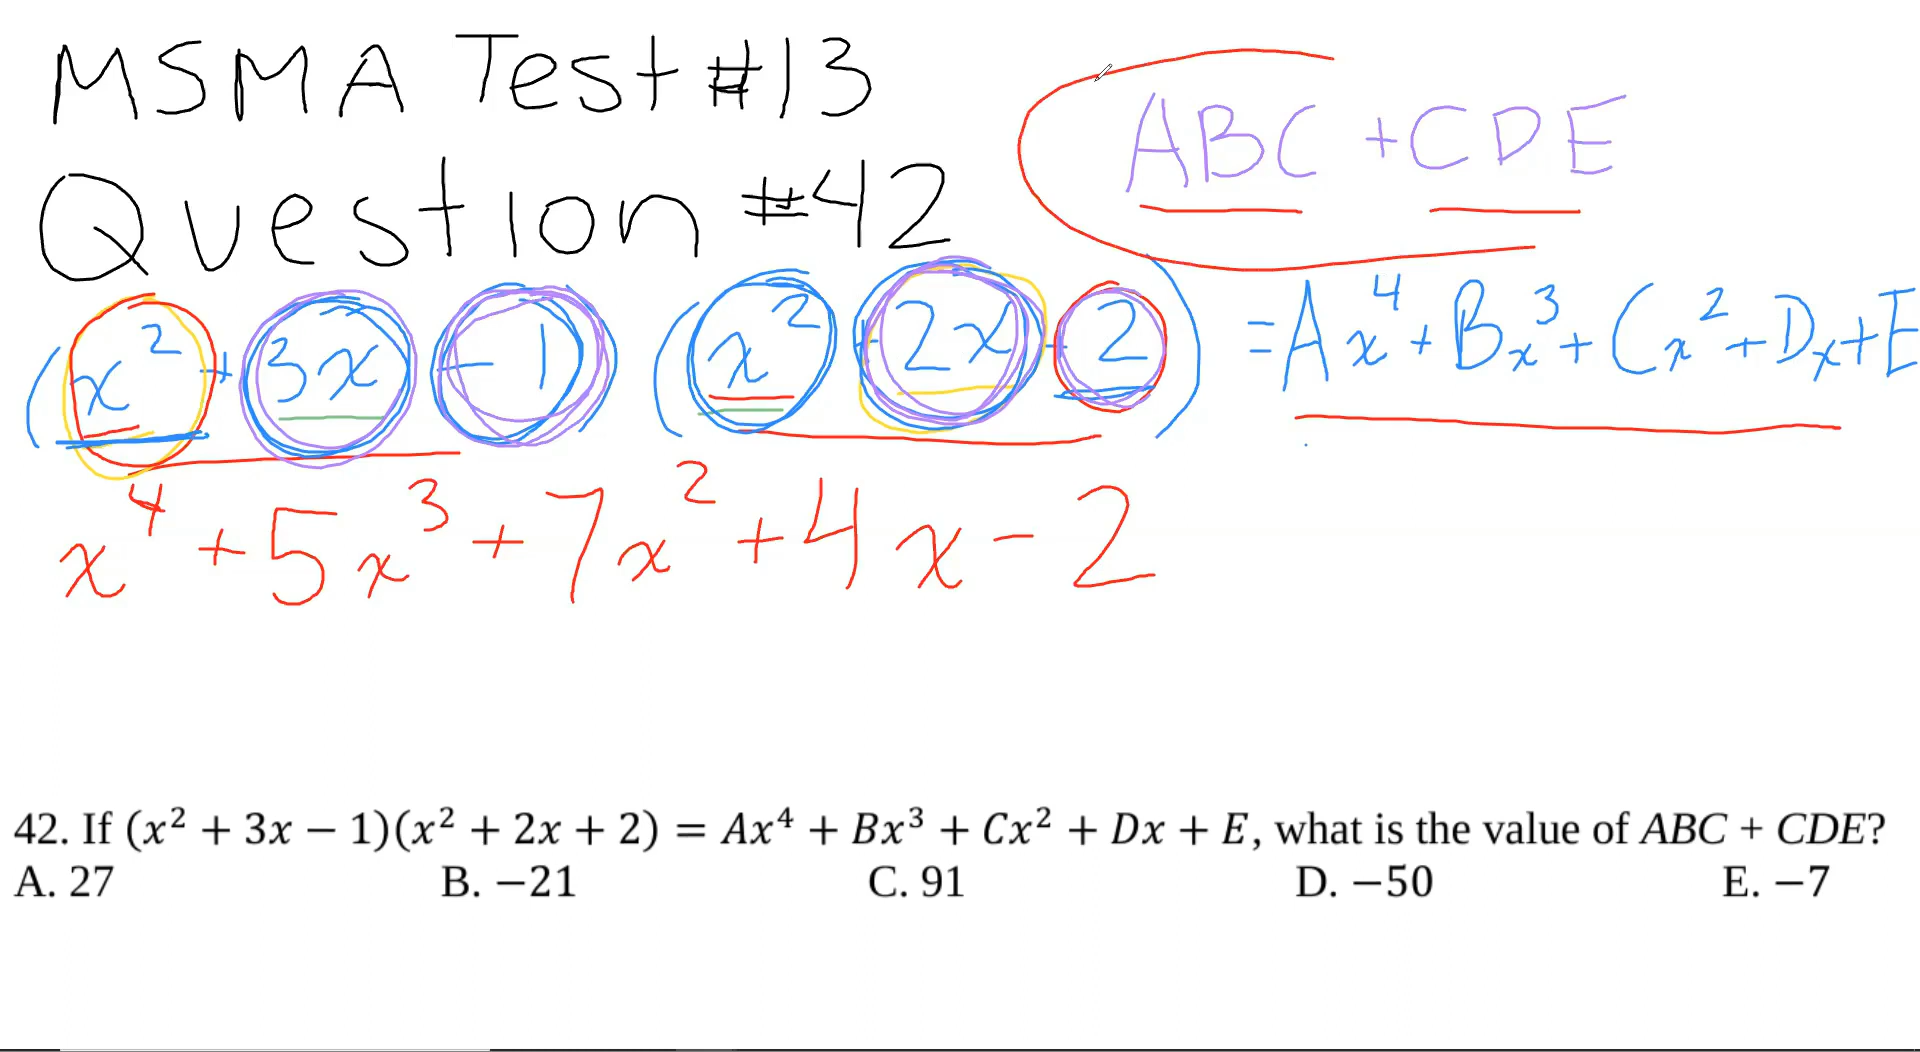 MSMA Test #13
ABC + CDE
Question #42
(x² + 3x - 1)(x² + 2x + 2) = Ax⁴ + Bx³ + Cx² + Dx + E
x⁴ + 5x³ + 7x² + 4x - 2
42. If (x² + 3x − 1)(x² + 2x + 2) = Ax⁴ + Bx³ + Cx² + Dx + E, what is the value of ABC + CDE?
A. 27 B. −21 C. 91 D. −50 E. −7